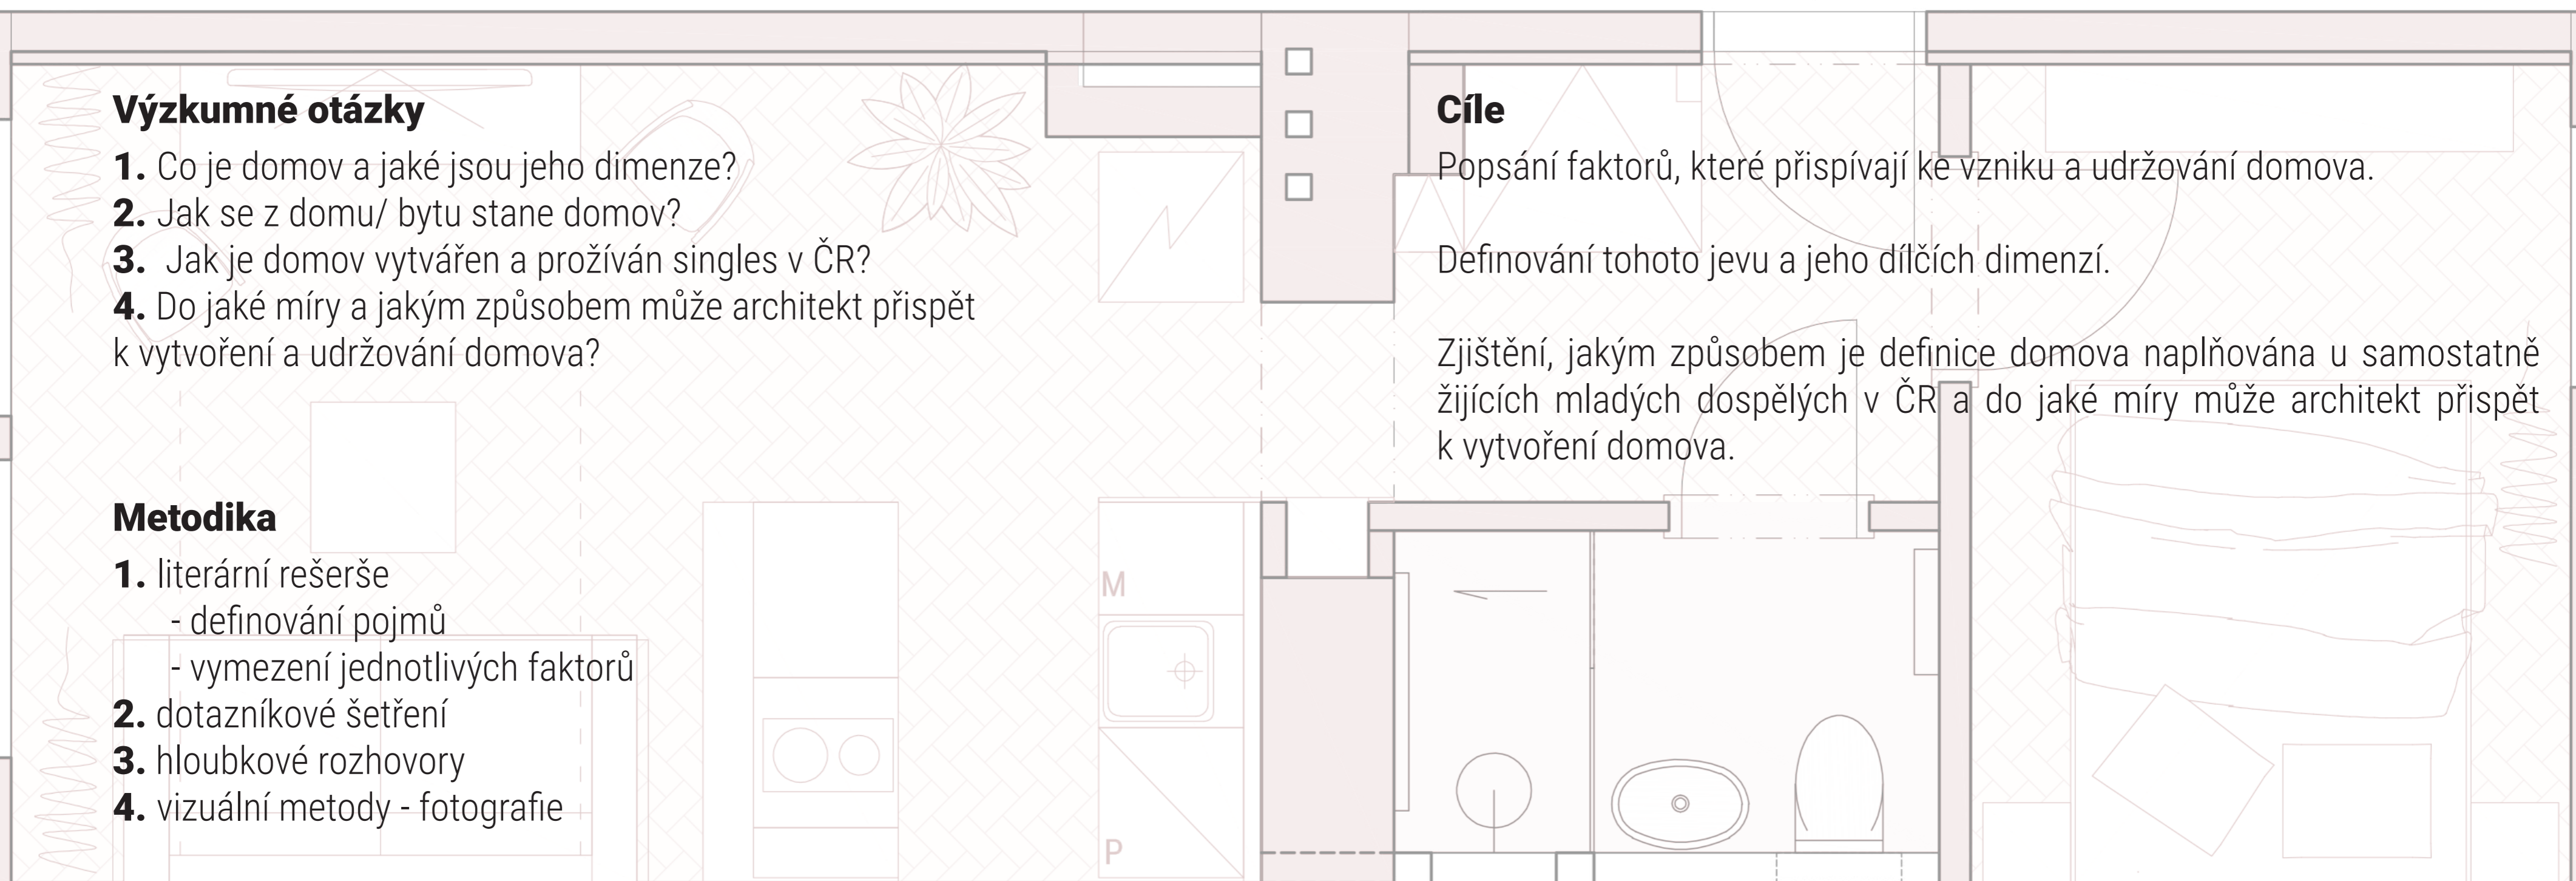 Výzkumné otázky
1. Co je domov a jaké jsou jeho dimenze?
2. Jak se z domu/ bytu stane domov?
3. Jak je domov vytvářen a prožíván singles v ČR?
4. Do jaké míry a jakým způsobem může architekt přispět
k vytvoření a udržování domova?
Metodika
1. literární rešerše
- definování pojmů
- vymezení jednotlivých faktorů
2. dotazníkové šetření
3. hloubkové rozhovory
4. vizuální metody - fotografie
M
P
Cíle
Popsání faktorů, které přispívají ke vzniku a udržování domova.
Definování tohoto jevu a jeho dílčích dimenzí.
Zjištění, jakým způsobem je definice domova naplňována u samostatně
žijících mladých dospělých v ČR a do jaké míry může architekt přispět
k vytvoření domova.